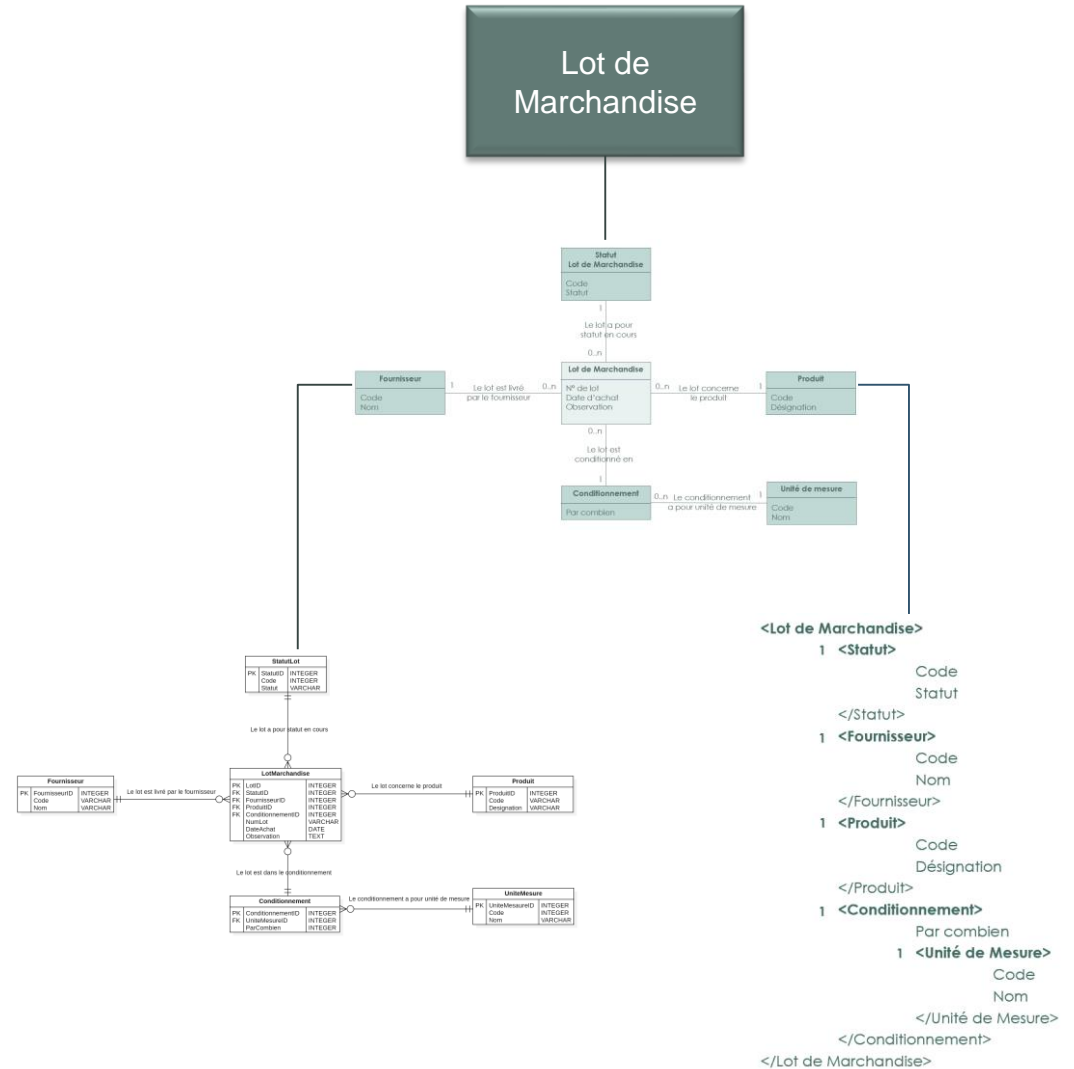 Lot de
Marchandise
Statut
Lot de Marchandise
Code
Statut
1
Le lot a pour
statut en cours
0..n
Fournisseur
Code
Nom
1
Le lot est livré
par le fournisseur
0..n
Lot de Marchandise
N° de lot
Date d'achat
Observation
0..n
Le lot concerne
le produit
1
Produit
Code
Désignation
0..n
Le lot est
conditionné en
1
Conditionnement
Par combien
0..n
Le conditionnement
a pour unité de mesure
1
Unité de mesure
Code
Nom
StatutLot
PK StatutID INTEGER
Code INTEGER
Statut VARCHAR
Le lot a pour statut en cours
Fournisseur
PK FournisseurID INTEGER
Code VARCHAR
Nom VARCHAR
Le lot est livré par le fournisseur
LotMarchandise
PK LotID INTEGER
FK StatutID INTEGER
FK FournisseurID INTEGER
FK ProduitID INTEGER
FK ConditionnementID INTEGER
NumLot VARCHAR
DateAchat DATE
Observation TEXT
Le lot concerne le produit
Produit
PK ProduitID INTEGER
Code VARCHAR
Designation VARCHAR
Le lot est dans le conditionnement
Conditionnement
PK ConditionnementID INTEGER
FK UniteMesureID INTEGER
ParCombien INTEGER
Le conditionnement a pour unité de mesure
UniteMesure
PK UniteMesaureID INTEGER
Code INTEGER
Nom VARCHAR
<Lot de Marchandise>
1 <Statut>
Code
Statut
</Statut>
1 <Fournisseur>
Code
Nom
</Fournisseur>
1 <Produit>
Code
Désignation
</Produit>
1 <Conditionnement>
Par combien
1 <Unité de Mesure>
Code
Nom
</Unité de Mesure>
</Conditionnement>
</Lot de Marchandise>